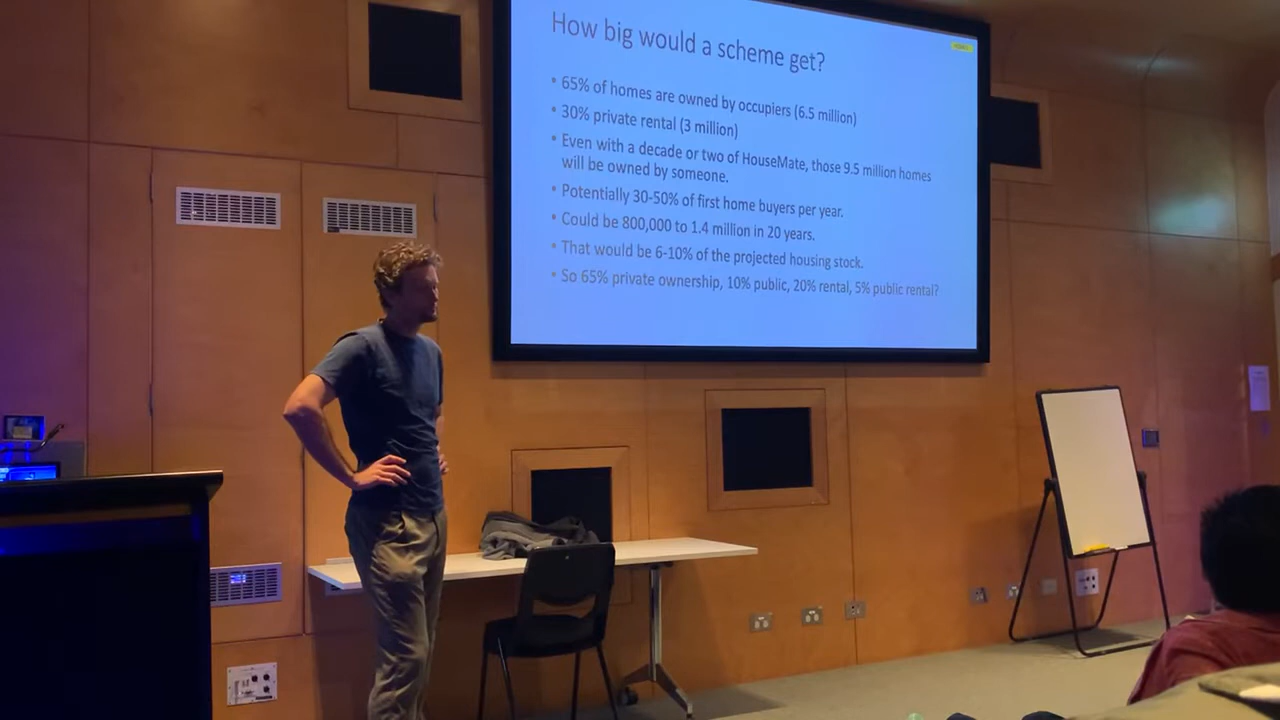 How big would a scheme get?
• 65% of homes are owned by occupiers (6.5 million)
• 30% private rental (3 million)
• Even with a decade or two of HouseMate, those 9.5 million homes
will be owned by someone.
• Potentially 30-50% of first home buyers per year.
• Could be 800,000 to 1.4 million in 20 years.
• That would be 6-10% of the projected housing stock.
• So 65% private ownership, 10% public, 20% rental, 5% public rental?